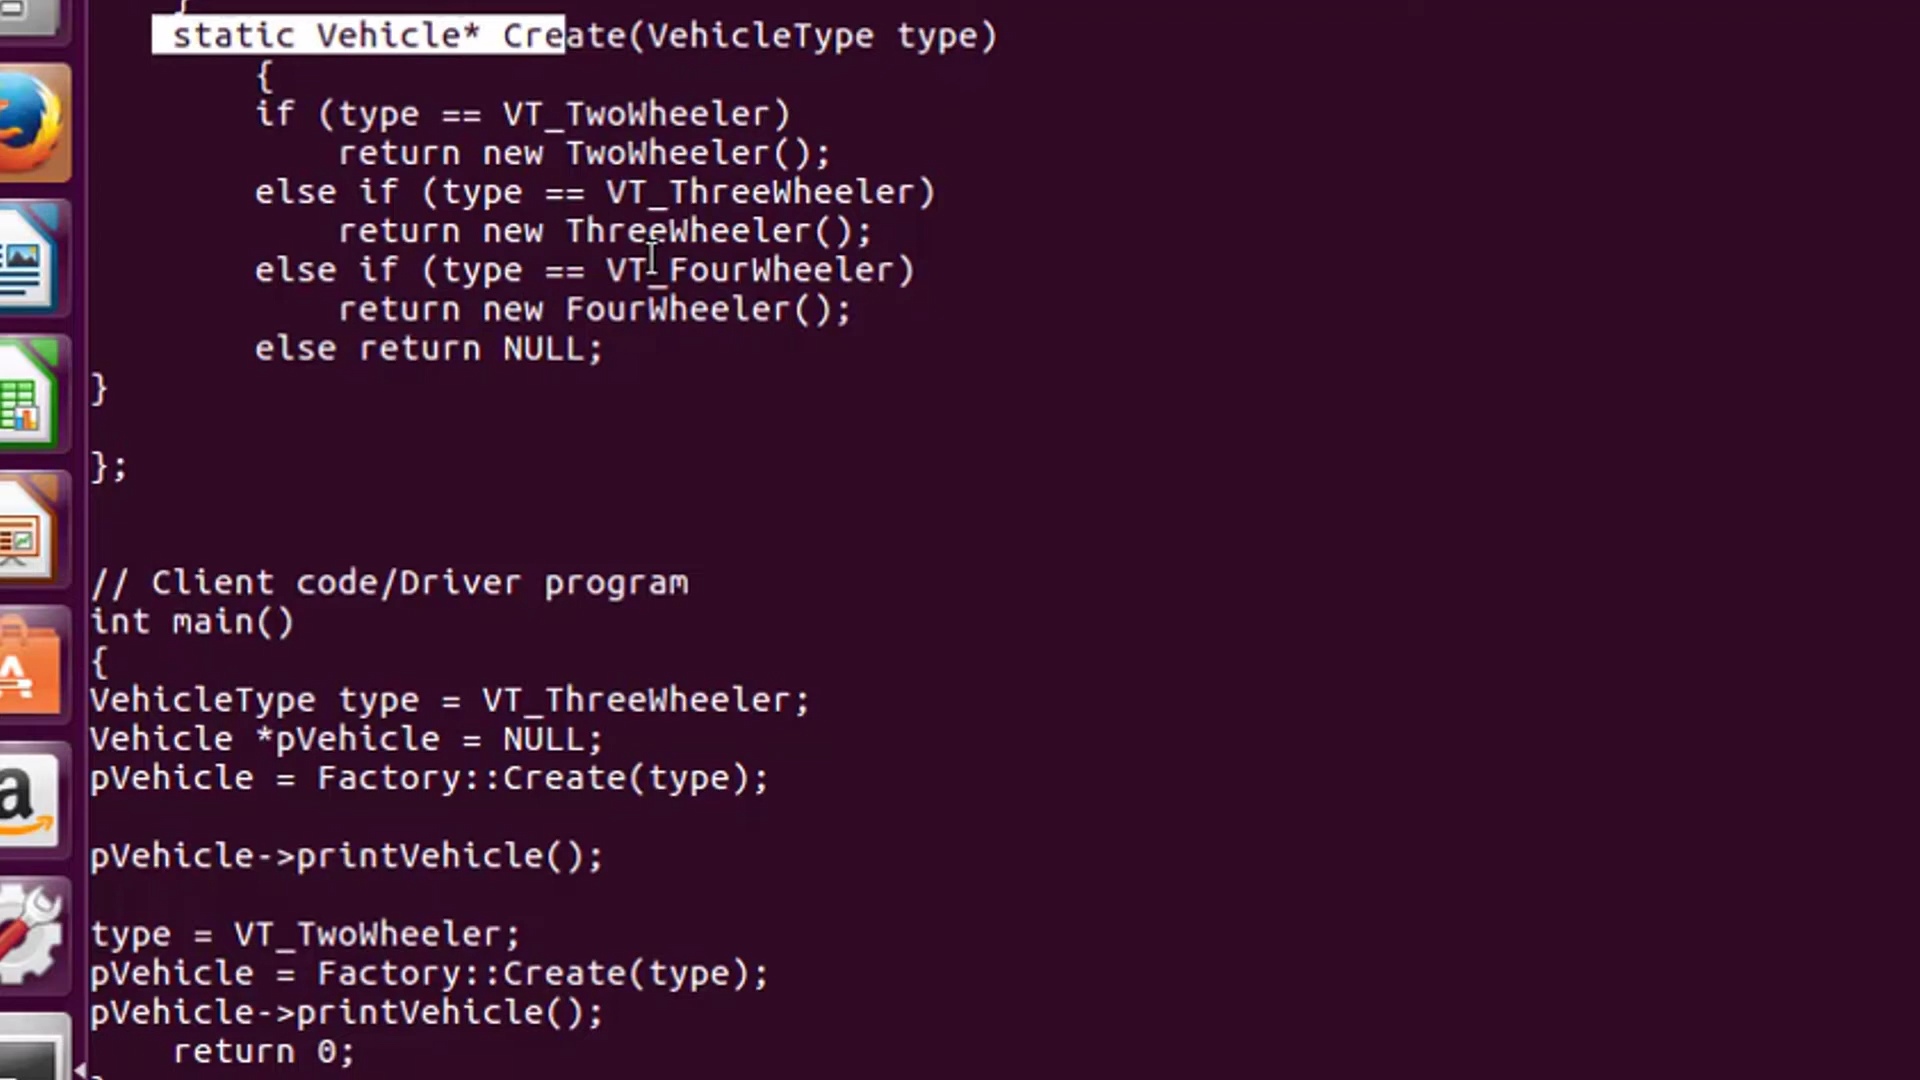 }
static Vehicle* Create(VehicleType type)
{
if (type == VT_TwoWheeler)
return new TwoWheeler();
else if (type == VT_ThreeWheeler)
return new ThreeWheeler();
else if (type == VT_FourWheeler)
return new FourWheeler();
else return NULL;
}
};
// Client code/Driver program
int main()
{
VehicleType type = VT_ThreeWheeler;
Vehicle *pVehicle = NULL;
pVehicle = Factory::Create(type);
pVehicle->printVehicle();
type = VT_TwoWheeler;
pVehicle = Factory::Create(type);
pVehicle->printVehicle();
return 0;
}